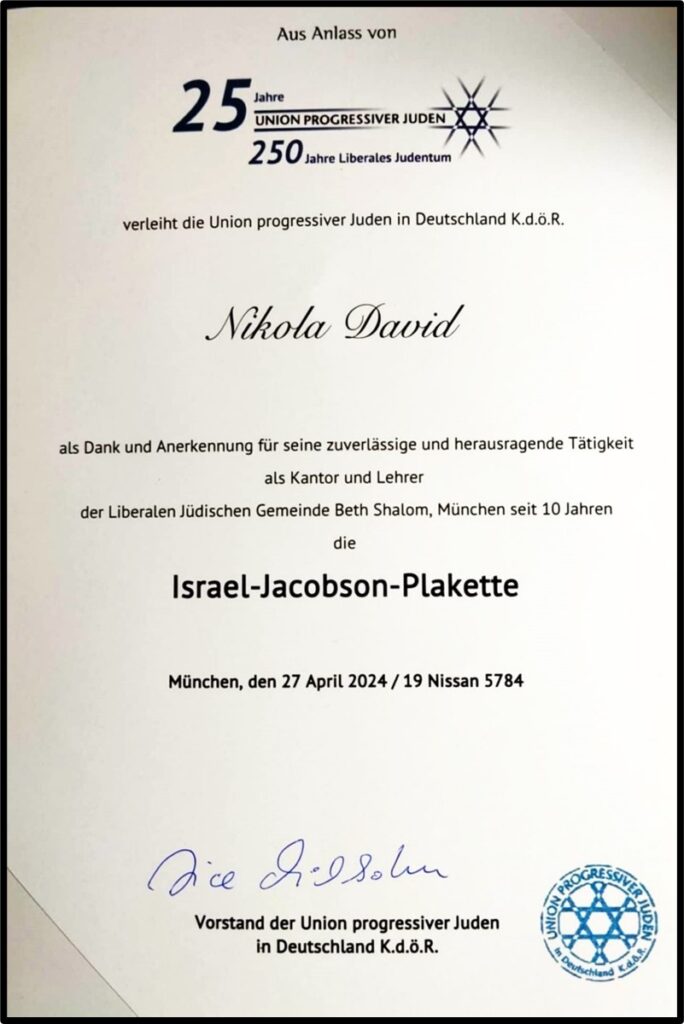 Aus Anlass von
25 Jahre
UNION PROGRESSIVER JUDEN
250 Jahre Liberales Judentum
verleiht die Union progressiver Juden in Deutschland K.d.ö.R.
Nikola David
als Dank und Anerkennung für seine zuverlässige und herausragende Tätigkeit
als Kantor und Lehrer
der Liberalen Jüdischen Gemeinde Beth Shalom, München seit 10 Jahren
die
Israel-Jacobson-Plakette
München, den 27 April 2024 / 19 Nissan 5784
Vorstand der Union progressiver Juden
in Deutschland K.d.ö.R.
UNION PROGRESSIVER JUDEN
in Deutschland K.d.ö.R.